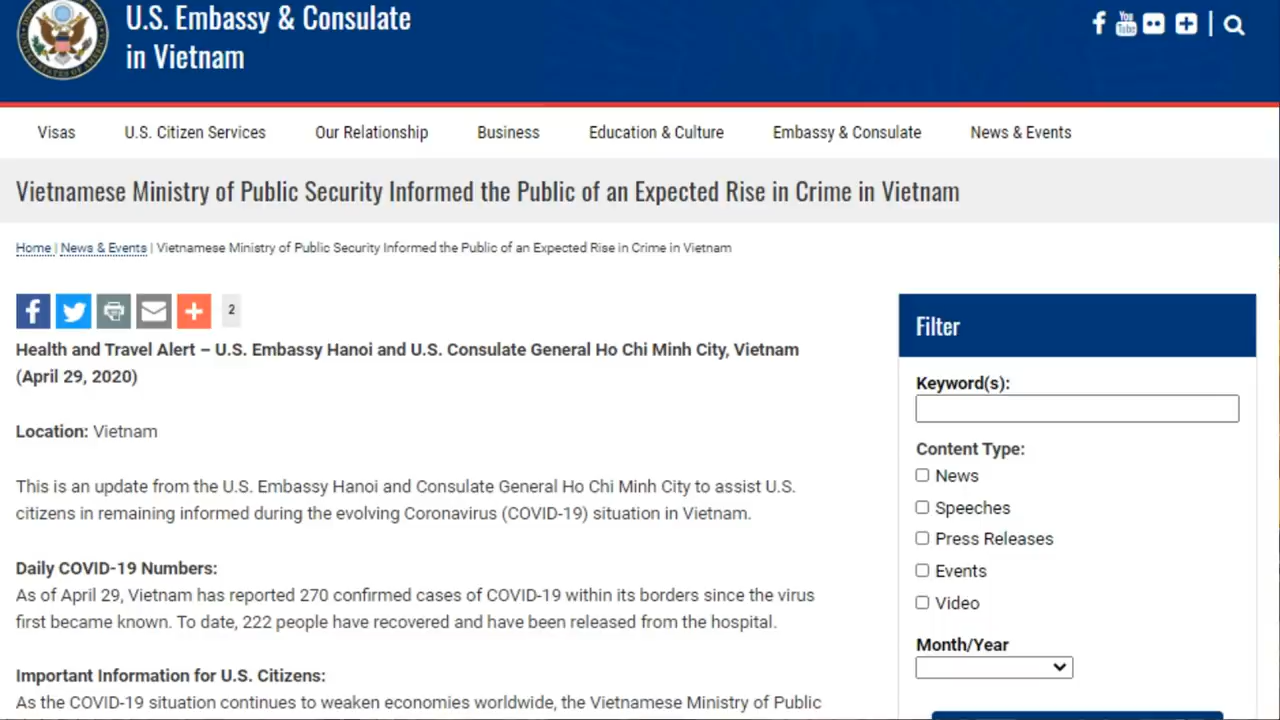 U.S. Embassy & Consulate
in Vietnam
Visas
U.S. Citizen Services
Our Relationship
Business
Education & Culture
Embassy & Consulate
News & Events
Vietnamese Ministry of Public Security Informed the Public of an Expected Rise in Crime in Vietnam
Home | News & Events | Vietnamese Ministry of Public Security Informed the Public of an Expected Rise in Crime in Vietnam
2
Health and Travel Alert – U.S. Embassy Hanoi and U.S. Consulate General Ho Chi Minh City, Vietnam
(April 29, 2020)
Location: Vietnam
This is an update from the U.S. Embassy Hanoi and Consulate General Ho Chi Minh City to assist U.S.
citizens in remaining informed during the evolving Coronavirus (COVID-19) situation in Vietnam.
Daily COVID-19 Numbers:
As of April 29, Vietnam has reported 270 confirmed cases of COVID-19 within its borders since the virus
first became known. To date, 222 people have recovered and have been released from the hospital.
Important Information for U.S. Citizens:
As the COVID-19 situation continues to weaken economies worldwide, the Vietnamese Ministry of Public
Filter
Keyword(s):
Content Type:
News
Speeches
Press Releases
Events
Video
Month/Year